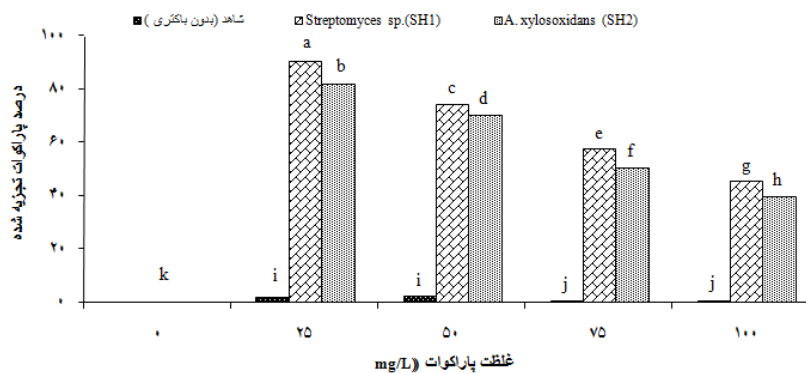 شاهد (بدون باکتری )
Streptomyces sp.(SH1)
A. xylosoxidans (SH2)
درصد پاراکوات تجزیه شده
۱۰۰
۸۰
۶۰
۴۰
۲۰
۰
k
i
a
b
i
c
d
j
e
f
j
g
h
۰ ۲۵ ۵۰ ۷۵ ۱۰۰
غلظت پاراکوات ((mg/L